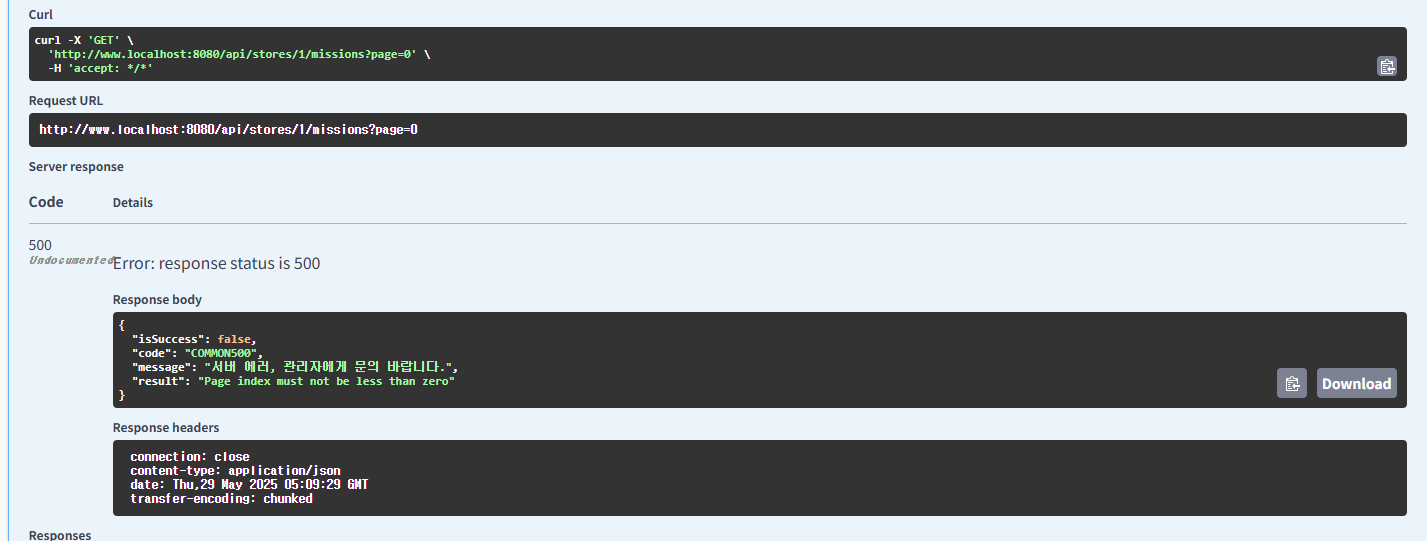 Curl
curl -X 'GET' \
  'http://www.localhost:8080/api/stores/1/missions?page=0' \
  -H 'accept: */*'
Request URL
http://www.localhost:8080/api/stores/1/missions?page=0
Server response
Code Details
500
Undocumented
Error: response status is 500
Response body
{
  "isSuccess": false,
  "code": "COMMON500",
  "message": "서버 에러, 관리자에게 문의 바랍니다.",
  "result": "Page index must not be less than zero"
}
Download
Response headers
connection: close
content-type: application/json
date: Thu,29 May 2025 05:09:29 GMT
transfer-encoding: chunked
Responses